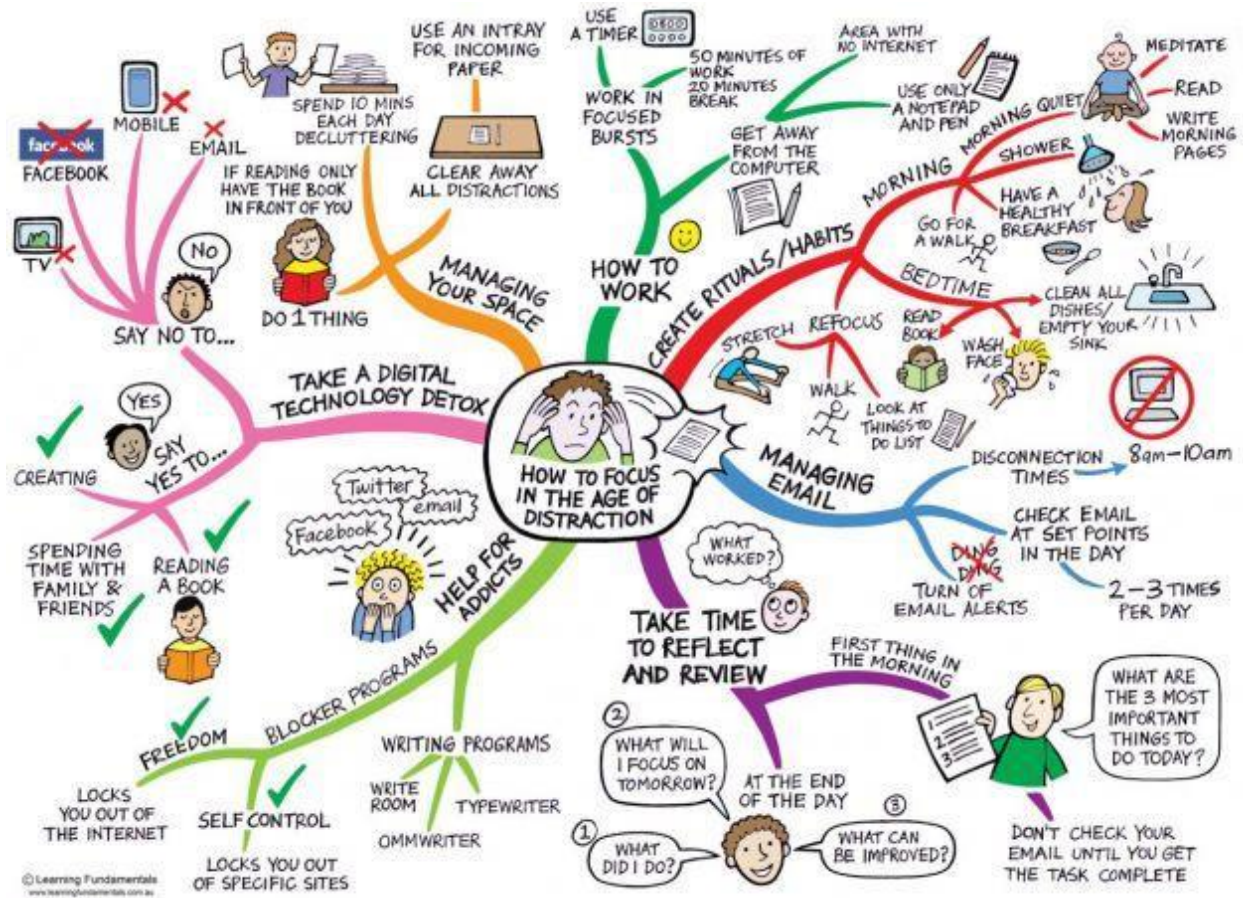 HOW TO FOCUS
IN THE AGE OF
DISTRACTION
MANAGING
YOUR SPACE
SPEND 10 MINS
EACH DAY
DECLUTTERING
USE AN INTRAY
FOR INCOMING
PAPER
CLEAR AWAY
ALL DISTRACTIONS
IF READING ONLY
HAVE THE BOOK
IN FRONT OF YOU
DO 1 THING
HOW TO
WORK
WORK IN
FOCUSED
BURSTS
USE
A TIMER
50 MINUTES OF
WORK
20 MINUTES
BREAK
GET AWAY
FROM THE
COMPUTER
AREA WITH
NO INTERNET
USE ONLY
A NOTEPAD
AND PEN
CREATE RITUALS/HABITS
MORNING
MORNING QUIET
MEDITATE
READ
WRITE
MORNING
PAGES
SHOWER
HAVE A
HEALTHY
BREAKFAST
GO FOR
A WALK
BEDTIME
READ
BOOK
WASH
FACE
CLEAN ALL
DISHES/
EMPTY YOUR
SINK
REFOCUS
STRETCH
WALK
LOOK AT
THINGS TO
DO LIST
MANAGING
EMAIL
DISCONNECTION
TIMES
8am-10am
CHECK EMAIL
AT SET POINTS
IN THE DAY
2-3 TIMES
PER DAY
DING
DING
TURN OF
EMAIL ALERTS
TAKE TIME
TO REFLECT
AND REVIEW
WHAT
WORKED?
FIRST THING IN
THE MORNING
1
2
3
WHAT ARE
THE 3 MOST
IMPORTANT
THINGS TO
DO TODAY?
DON'T CHECK YOUR
EMAIL UNTIL YOU GET
THE TASK COMPLETE
AT THE END
OF THE DAY
1
WHAT
DID I DO?
2
WHAT WILL
I FOCUS ON
TOMORROW?
3
WHAT CAN
BE IMPROVED?
HELP FOR
ADDICTS
Twitter
email
Facebook
WRITING PROGRAMS
WRITE
ROOM
OMMWRITER
TYPEWRITER
BLOCKER PROGRAMS
FREEDOM
LOCKS
YOU OUT OF
THE INTERNET
SELF CONTROL
LOCKS YOU OUT
OF SPECIFIC SITES
TAKE A DIGITAL
TECHNOLOGY DETOX
NO
SAY NO TO...
TV
facebook
FACEBOOK
MOBILE
EMAIL
YES
SAY
YES TO...
CREATING
SPENDING
TIME WITH
FAMILY &
FRIENDS
READING
A BOOK
© Learning Fundamentals
www.learningfundamentals.com.au